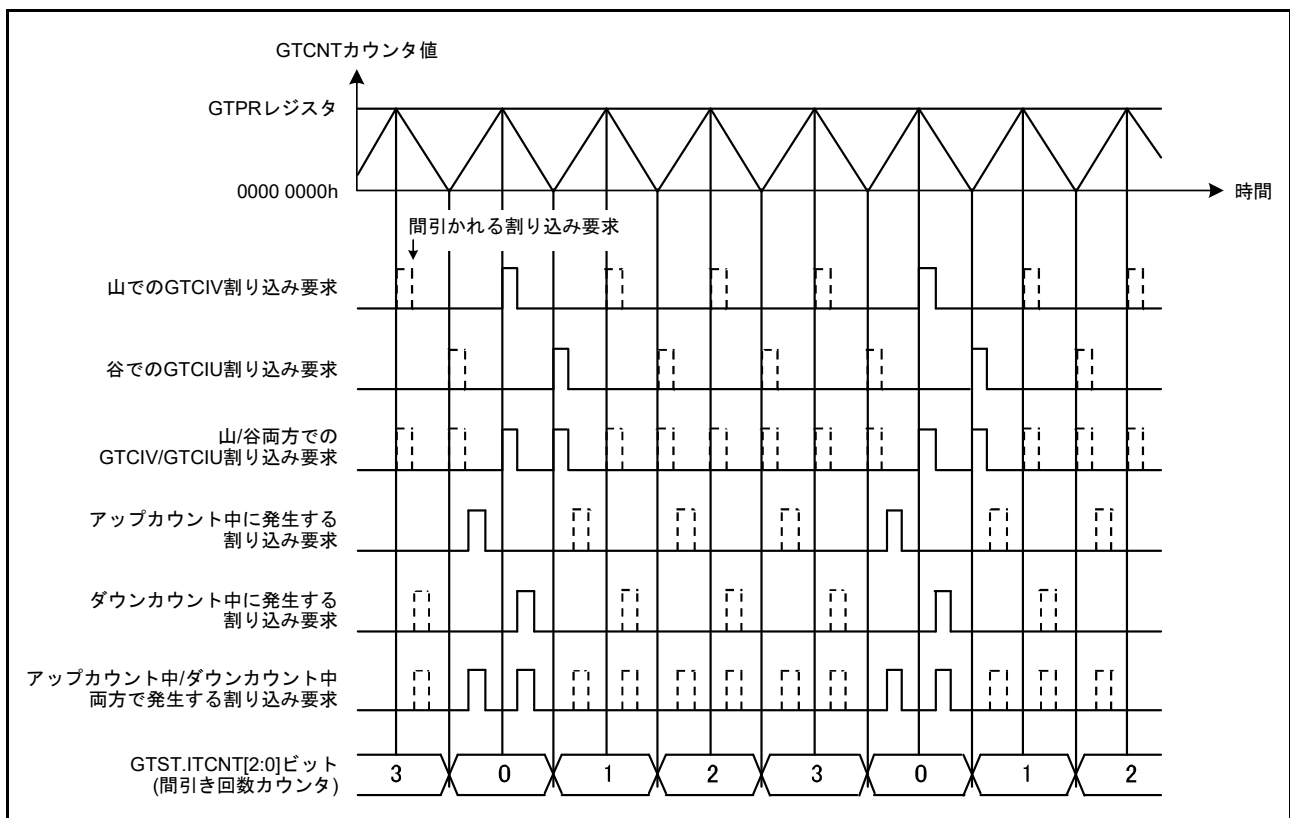 GTCNTカウンタ値
GTPRレジスタ
0000 0000h
時間
間引かれる割り込み要求
山でのGTCIV割り込み要求
谷でのGTCIU割り込み要求
山/谷両方での
GTCIV/GTCIU割り込み要求
アップカウント中に発生する
割り込み要求
ダウンカウント中に発生する
割り込み要求
アップカウント中/ダウンカウント中
両方で発生する割り込み要求
GTST.ITCNT[2:0]ビット
(間引き回数カウンタ)
3 0 1 2 3 0 1 2